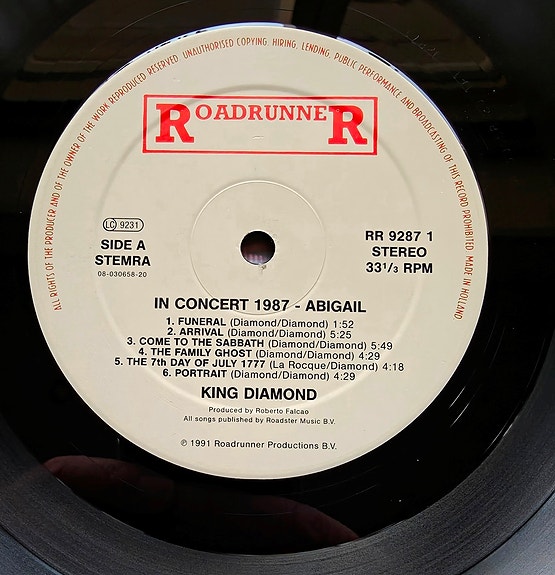 ALL RIGHTS OF THE PRODUCER AND OF THE OWNER OF THE WORK REPRODUCED RESERVED UNAUTHORISED COPYING, HIRING, LENDING, PUBLIC PERFORMANCE AND BROADCASTING OF THIS RECORD PROHIBITED MADE IN HOLLAND
ROADRUNNER
LC 9231
SIDE A
STEMRA
08-030658-20
RR 9287 1
STEREO
33 1/3 RPM
IN CONCERT 1987 - ABIGAIL
1. FUNERAL (Diamond/Diamond) 1:52
2. ARRIVAL (Diamond/Diamond) 5:25
3. COME TO THE SABBATH (Diamond/Diamond) 5:49
4. THE FAMILY GHOST (Diamond/Diamond) 4:29
5. THE 7th DAY OF JULY 1777 (La Rocque/Diamond) 4:18
6. PORTRAIT (Diamond/Diamond) 4:29
KING DIAMOND
Produced by Roberto Falcao
All songs published by Roadster Music B.V.
℗ 1991 Roadrunner Productions B.V.